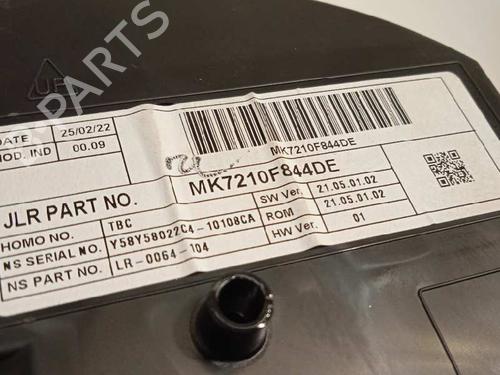 UF
DATE 25/02/22
MOD. IND 00.09
MK7210F844DE
JLR PART NO. MK7210F844DE
HOMO NO. TBC SW Ver. 21.05.01.02
NS SERIAL NO. Y58Y58022C4-10108CA ROM 21.05.01.02
NS PART NO. LR-0064-104 HW Ver. 01
B-PARTS